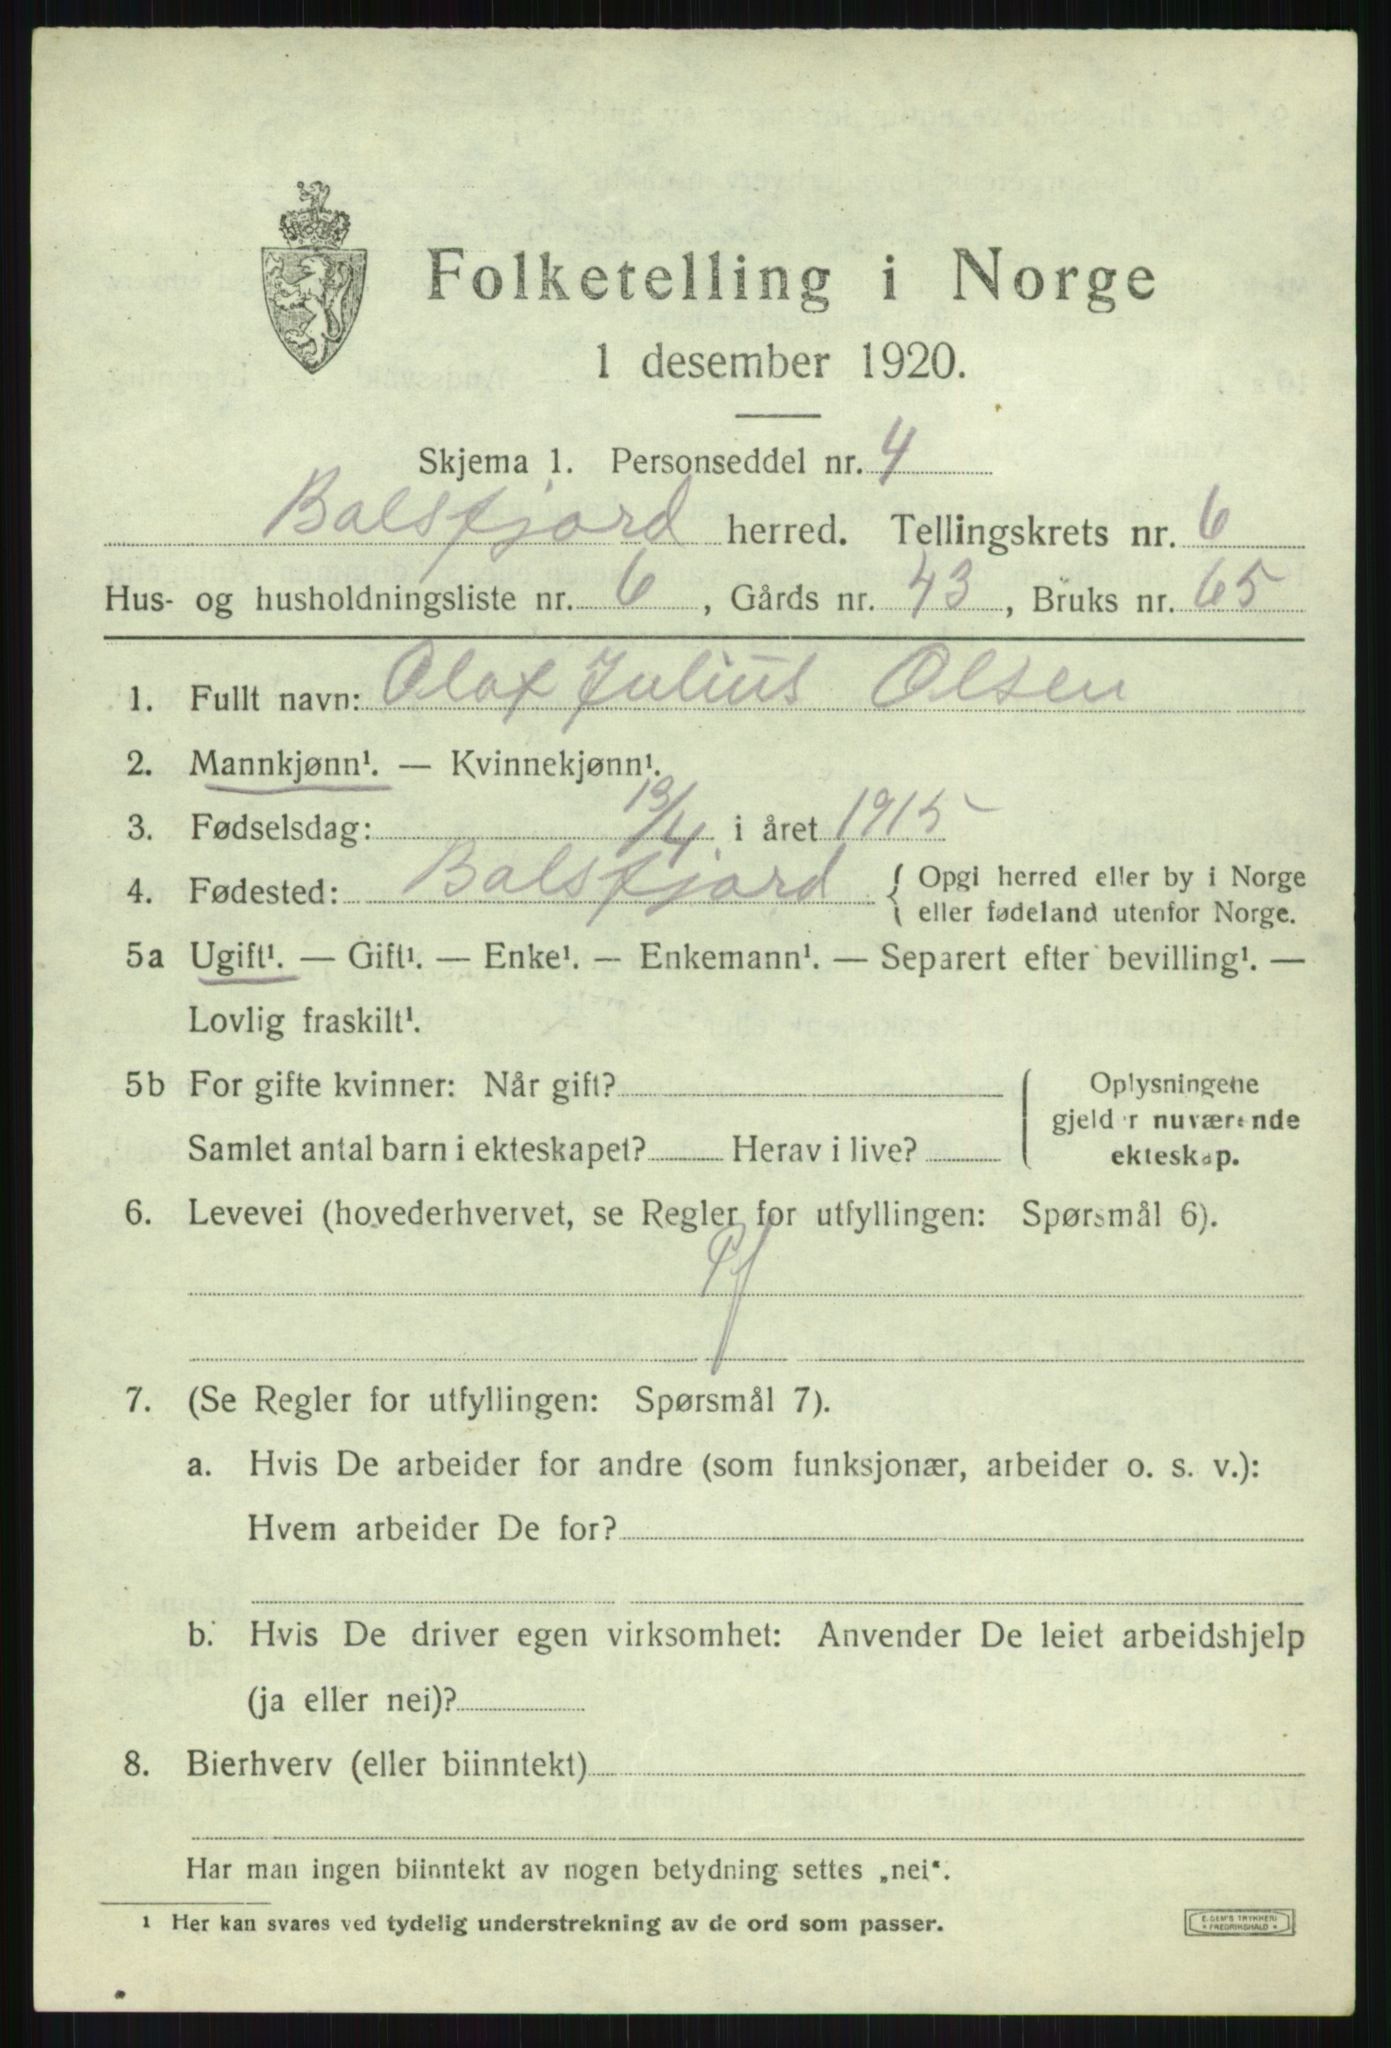 Folketelling i Norge
1 desember 1920.
Skjema 1. Personseddel nr. 4
Balsfjord herred. Tellingskrets nr. 6
Hus- og husholdningsliste nr. 6, Gårds nr. 43, Bruks nr. 65
1. Fullt navn: Olaf Julius Olsen
2. Mannkjønn¹. — Kvinnekjønn¹.
3. Fødselsdag: 13/4 i året 1915
4. Fødested: Balsfjord { Opgi herred eller by i Norge
eller fødeland utenfor Norge.
5a Ugift¹. — Gift¹. — Enke¹. — Enkemann¹. — Separert efter bevilling¹. —
Lovlig fraskilt¹.
5b For gifte kvinner: Når gift?
Samlet antal barn i ekteskapet? Herav i live?
Oplysningene
gjelder nuværende
ekteskap.
6. Levevei (hovederhvervet, se Regler for utfyllingen: Spørsmål 6).
7. (Se Regler for utfyllingen: Spørsmål 7).
a. Hvis De arbeider for andre (som funksjonær, arbeider o. s. v.):
Hvem arbeider De for?
b. Hvis De driver egen virksomhet: Anvender De leiet arbeidshjelp
(ja eller nei)?
8. Bierhverv (eller biinntekt)
Har man ingen biinntekt av nogen betydning settes „nei“.
¹ Her kan svares ved tydelig understrekning av de ord som passer.
E. SEM'S TRYKKERI
* FREDRIKSHALD *